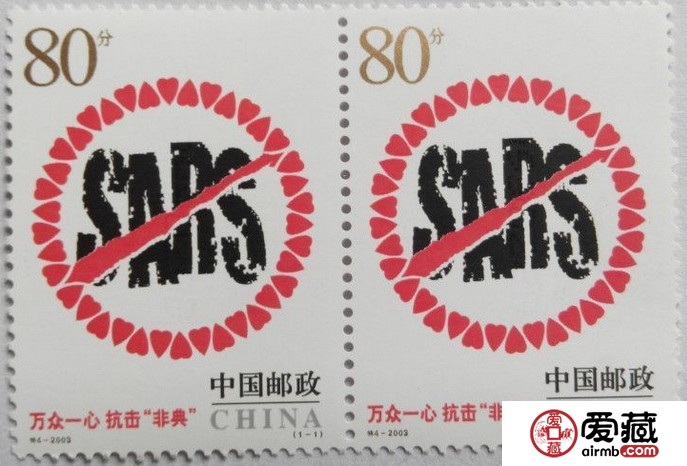 80分
SARS
中国邮政
万众一心 抗击“非典”
CHINA
特4-2003
(1-1)
80分
SARS
中国邮政
万众一心 抗击“非
特4-2003
爱藏
airmb.com